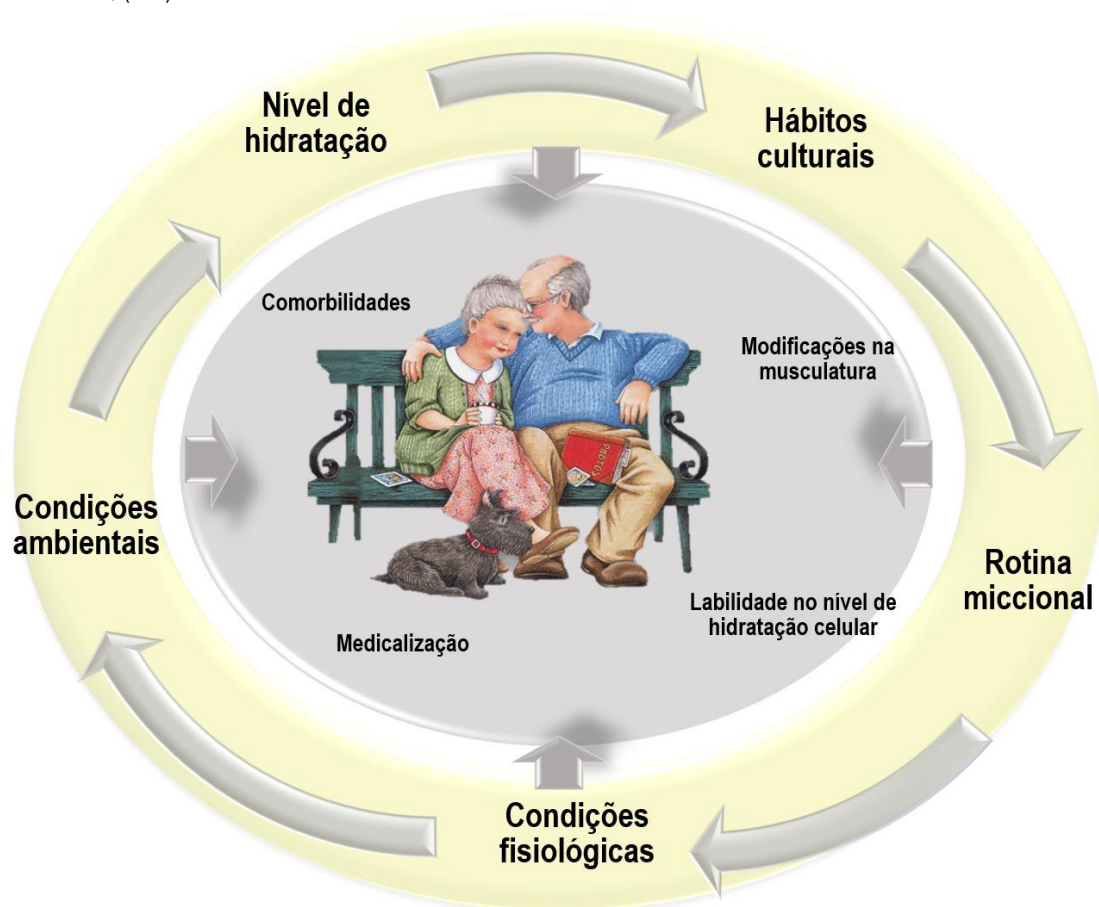 Nível de
hidratação
Hábitos
culturais
Comorbilidades
Modificações na
musculatura
Condições
ambientais
Rotina
miccional
Labilidade no nível de
hidratação celular
Medicalização
Condições
fisiológicas